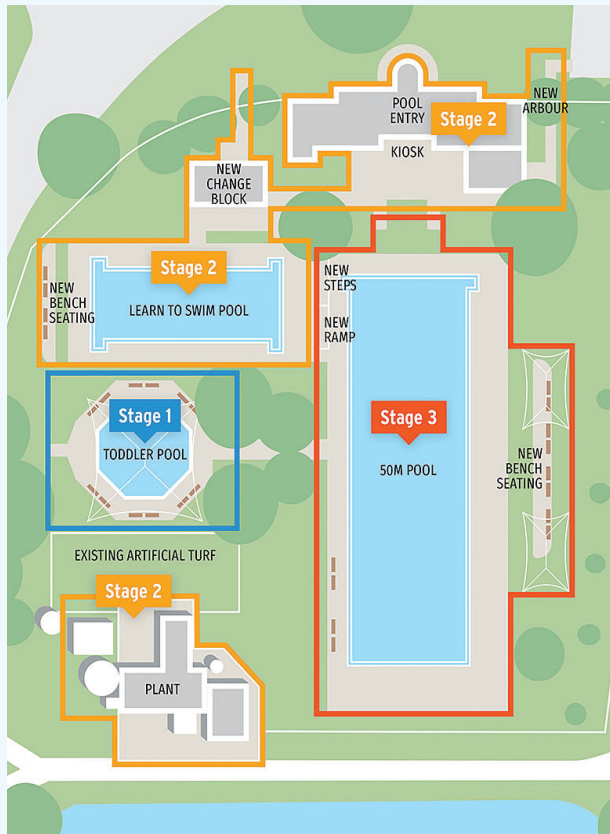 POOL
ENTRY
Stage 2
NEW
ARBOUR
KIOSK
NEW
CHANGE
BLOCK
Stage 2
NEW
BENCH
SEATING
LEARN TO SWIM POOL
NEW
STEPS
NEW
RAMP
Stage 1
TODDLER POOL
Stage 3
50M POOL
NEW
BENCH
SEATING
EXISTING ARTIFICIAL TURF
Stage 2
PLANT